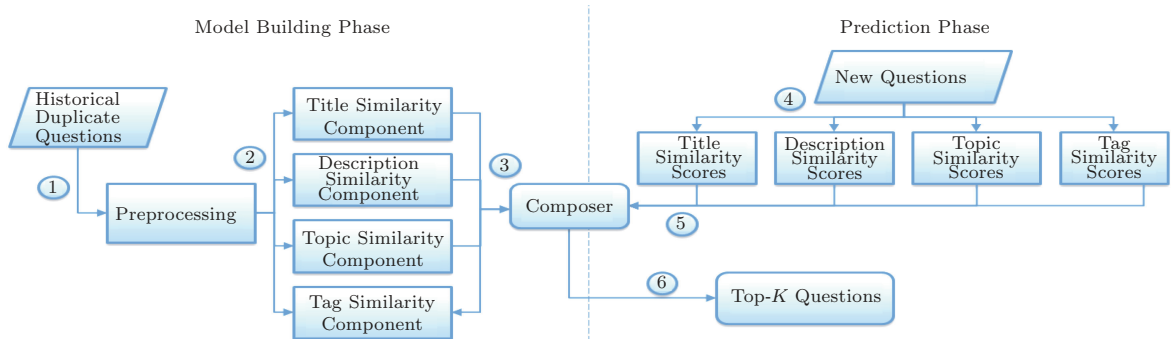 Model Building Phase
Prediction Phase
Historical
Duplicate
Questions
1
Preprocessing
2
Title Similarity
Component
Description
Similarity
Component
Topic Similarity
Component
Tag Similarity
Component
3
Composer
New Questions
4
Title
Similarity
Scores
Description
Similarity
Scores
Topic
Similarity
Scores
Tag
Similarity
Scores
5
6
Top-K Questions